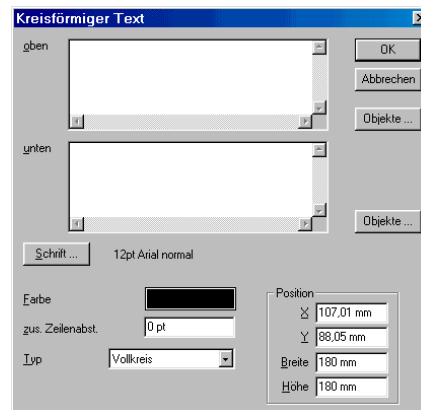 Kreisförmiger Text
oben
OK
Abbrechen
Objekte ...
unten
Objekte ...
Schrift ...
12pt Arial normal
Farbe
zus. Zeilenabst.
0 pt
Typ
Vollkreis
Position
X
107,01 mm
Y
88,05 mm
Breite
180 mm
Höhe
180 mm